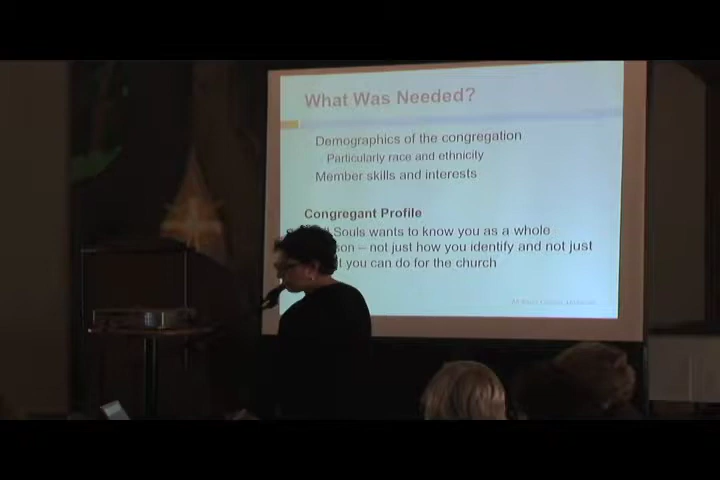 What Was Needed?
Demographics of the congregation
Particularly race and ethnicity
Member skills and interests
Congregant Profile
Souls wants to know you as a whole
not just how you identify and not just
you can do for the church